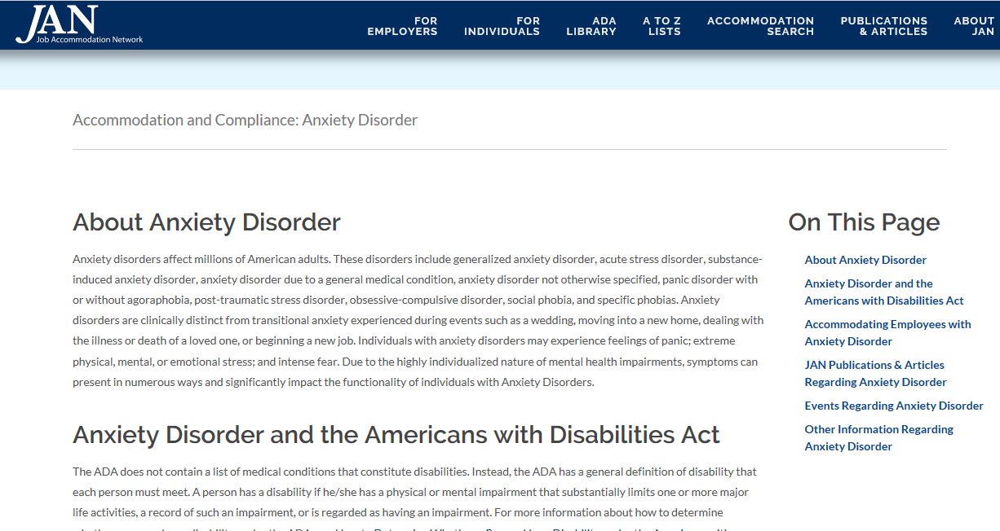 JAN
Job Accommodation Network
FOR
EMPLOYERS
FOR
INDIVIDUALS
ADA
LIBRARY
A TO Z
LISTS
ACCOMMODATION
SEARCH
PUBLICATIONS
& ARTICLES
ABOUT
JAN
Accommodation and Compliance: Anxiety Disorder
About Anxiety Disorder
Anxiety disorders affect millions of American adults. These disorders include generalized anxiety disorder, acute stress disorder, substance-
induced anxiety disorder, anxiety disorder due to a general medical condition, anxiety disorder not otherwise specified, panic disorder with
or without agoraphobia, post-traumatic stress disorder, obsessive-compulsive disorder, social phobia, and specific phobias. Anxiety
disorders are clinically distinct from transitional anxiety experienced during events such as a wedding, moving into a new home, dealing with
the illness or death of a loved one, or beginning a new job. Individuals with anxiety disorders may experience feelings of panic; extreme
physical, mental, or emotional stress; and intense fear. Due to the highly individualized nature of mental health impairments, symptoms can
present in numerous ways and significantly impact the functionality of individuals with Anxiety Disorders.
Anxiety Disorder and the Americans with Disabilities Act
The ADA does not contain a list of medical conditions that constitute disabilities. Instead, the ADA has a general definition of disability that
each person must meet. A person has a disability if he/she has a physical or mental impairment that substantially limits one or more major
life activities, a record of such an impairment, or is regarded as having an impairment. For more information about how to determine
On This Page
About Anxiety Disorder
Anxiety Disorder and the
Americans with Disabilities Act
Accommodating Employees with
Anxiety Disorder
JAN Publications & Articles
Regarding Anxiety Disorder
Events Regarding Anxiety Disorder
Other Information Regarding
Anxiety Disorder